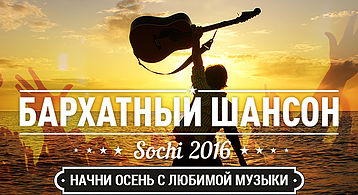 БАРХАТНЫЙ ШАНСОН
Sochi 2016
НАЧНИ ОСЕНЬ С ЛЮБИМОЙ МУЗЫКИ